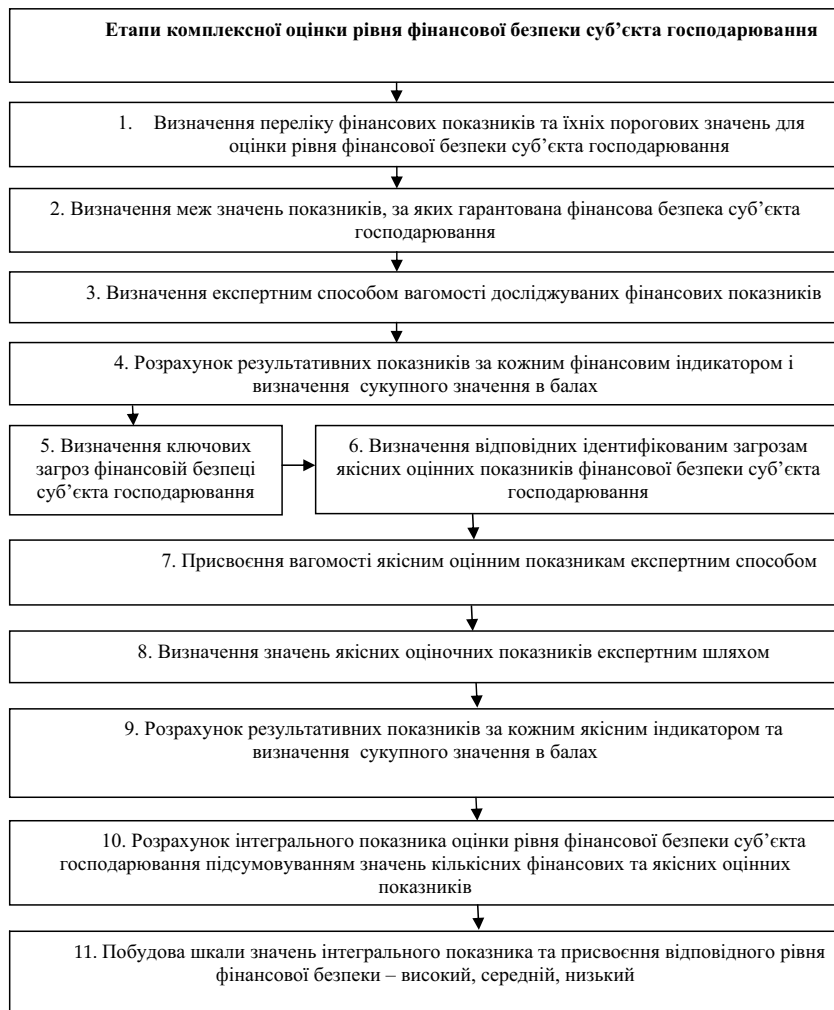 Етапи комплексної оцінки рівня фінансової безпеки суб’єкта господарювання
1. Визначення переліку фінансових показників та їхніх порогових значень для
оцінки рівня фінансової безпеки суб’єкта господарювання
2. Визначення меж значень показників, за яких гарантована фінансова безпека суб’єкта
господарювання
3. Визначення експертним способом вагомості досліджуваних фінансових показників
4. Розрахунок результативних показників за кожним фінансовим індикатором і
визначення сукупного значення в балах
5. Визначення ключових
загроз фінансовій безпеці
суб’єкта господарювання
6. Визначення відповідних ідентифікованим загрозам
якісних оцінних показників фінансової безпеки суб’єкта
господарювання
7. Присвоєння вагомості якісним оцінним показникам експертним способом
8. Визначення значень якісних оціночних показників експертним шляхом
9. Розрахунок результативних показників за кожним якісним індикатором та
визначення сукупного значення в балах
10. Розрахунок інтегрального показника оцінки рівня фінансової безпеки суб’єкта
господарювання підсумовуванням значень кількісних фінансових та якісних оцінних
показників
11. Побудова шкали значень інтегрального показника та присвоєння відповідного рівня
фінансової безпеки – високий, середній, низький